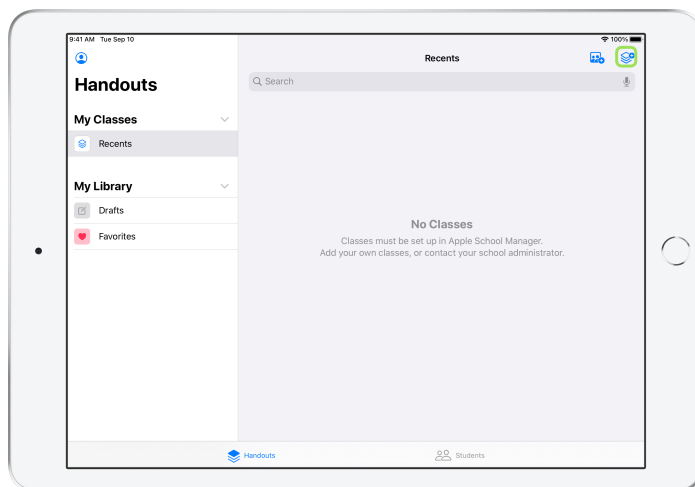 9:41 AM Tue Sep 10
100%
Recents
Handouts
Search
My Classes
Recents
My Library
Drafts
Favorites
No Classes
Classes must be set up in Apple School Manager.
Add your own classes, or contact your school administrator.
Handouts
Students